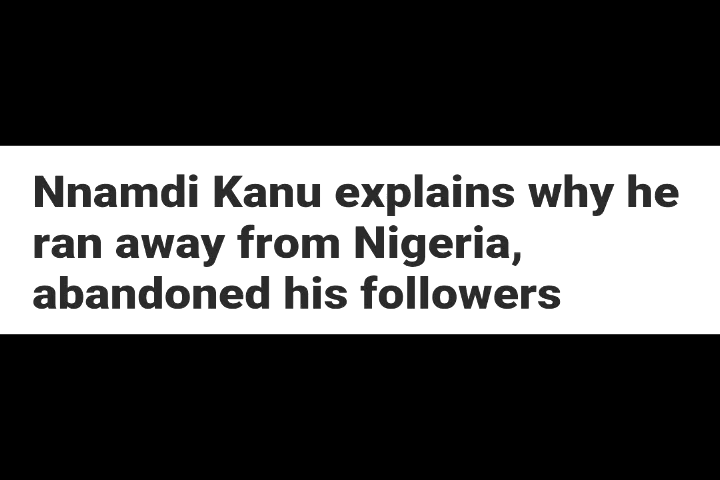 Nnamdi Kanu explains why he
ran away from Nigeria,
abandoned his followers